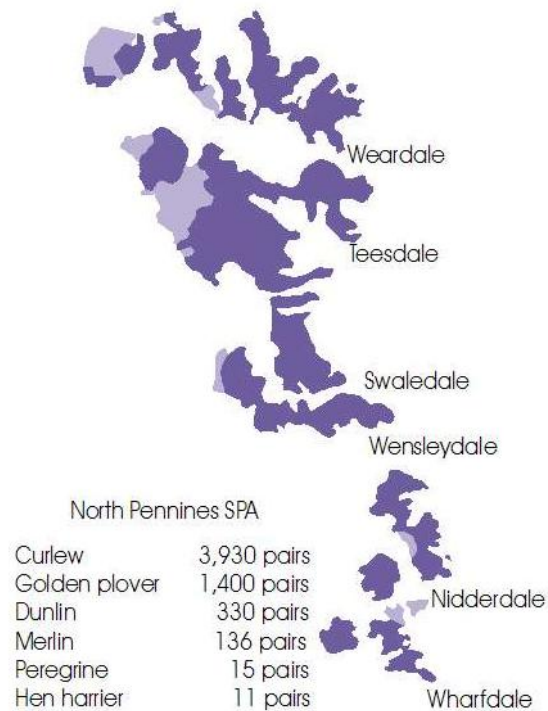 Weardale
Teesdale
Swaledale
Wensleydale
North Pennines SPA
Curlew 3,930 pairs
Golden plover 1,400 pairs
Dunlin 330 pairs
Merlin 136 pairs
Peregrine 15 pairs
Hen harrier 11 pairs
Nidderdale
Wharfdale